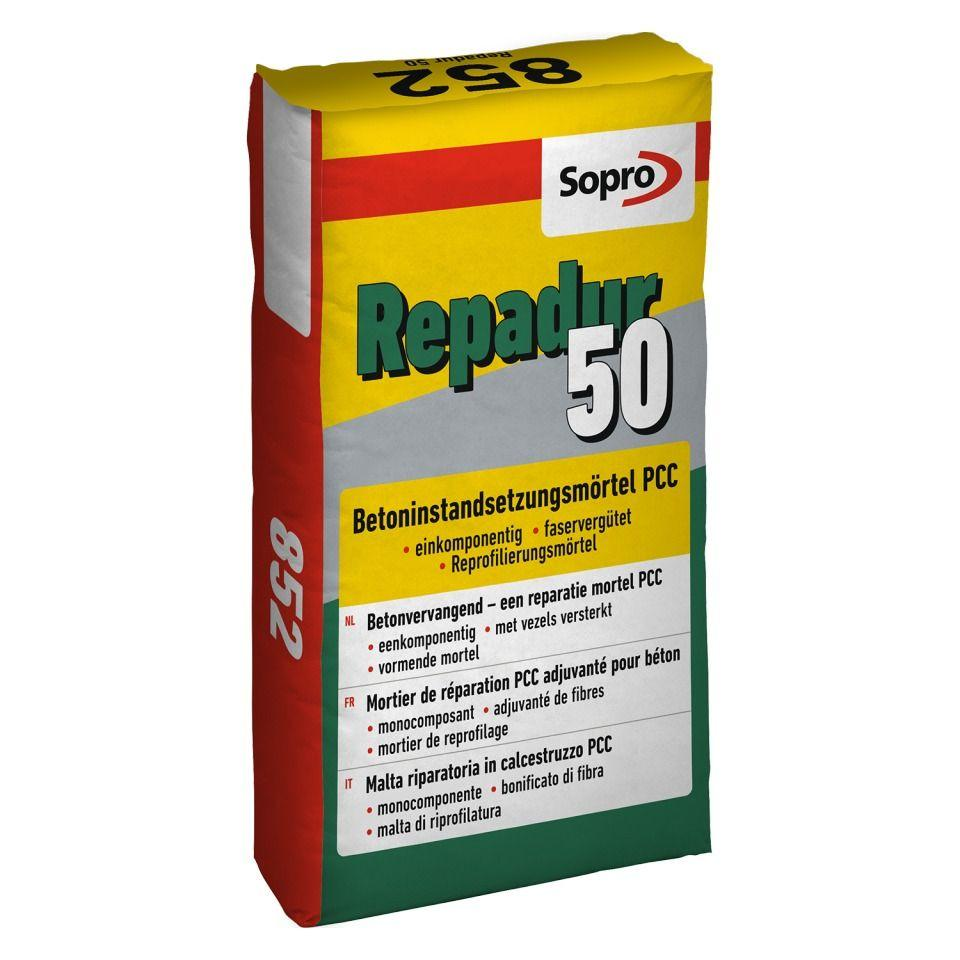 852
Repadur 50
Sopro
Repadur
50
Betoninstandsetzungsmörtel PCC
• einkomponentig • faservergütet
• Reprofilierungsmörtel
NL Betonvervangend – een reparatie mortel PCC
• eenkomponentig • met vezels versterkt
• vormende mortel
FR Mortier de réparation PCC adjuvanté pour béton
• monocomposant • adjuvanté de fibres
• mortier de reprofilage
IT Malta riparatoria in calcestruzzo PCC
• monocomponente • bonificato di fibra
• malta di riprofilatura
852